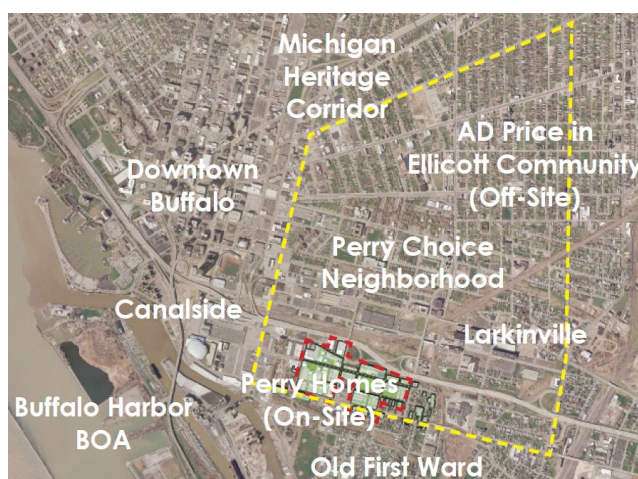 Michigan
Heritage
Corridor
AD Price in
Ellicott Community
(Off-Site)
Downtown
Buffalo
Perry Choice
Neighborhood
Canalside
Larkinville
Perry Homes
(On-Site)
Buffalo Harbor
BOA
Old First Ward